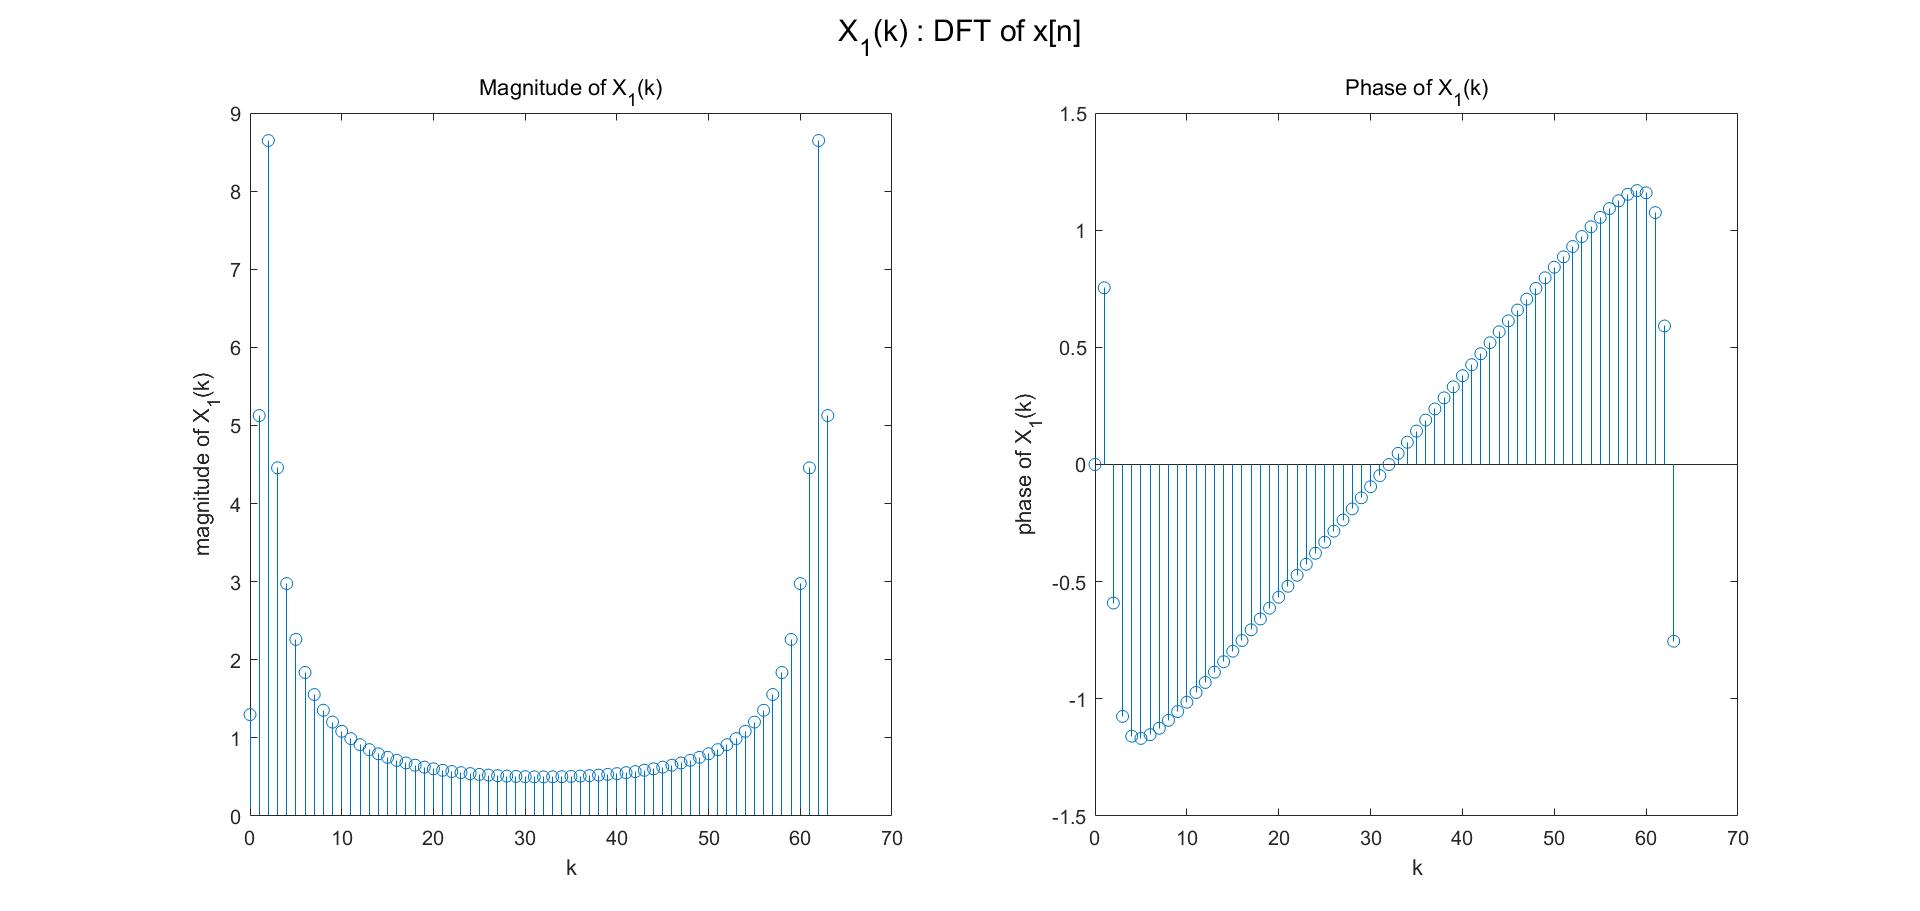 X₁(k) : DFT of x[n]
Magnitude of X₁(k)
9
8
7
6
5
4
3
2
1
0
magnitude of X₁(k)
0 10 20 30 40 50 60 70
k
Phase of X₁(k)
1.5
1
0.5
0
-0.5
-1
-1.5
phase of X₁(k)
0 10 20 30 40 50 60 70
k